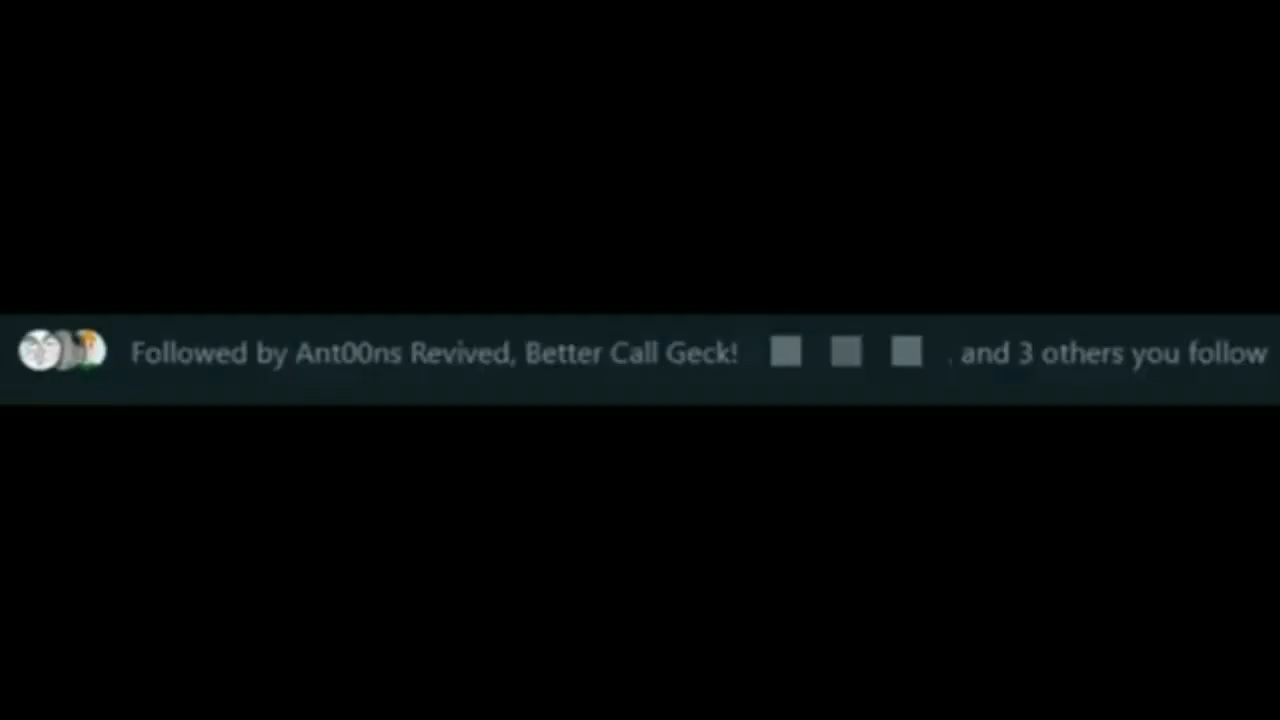 Followed by Ant00ns Revived, Better Call Geck! ■ ■ ■ , and 3 others you follow